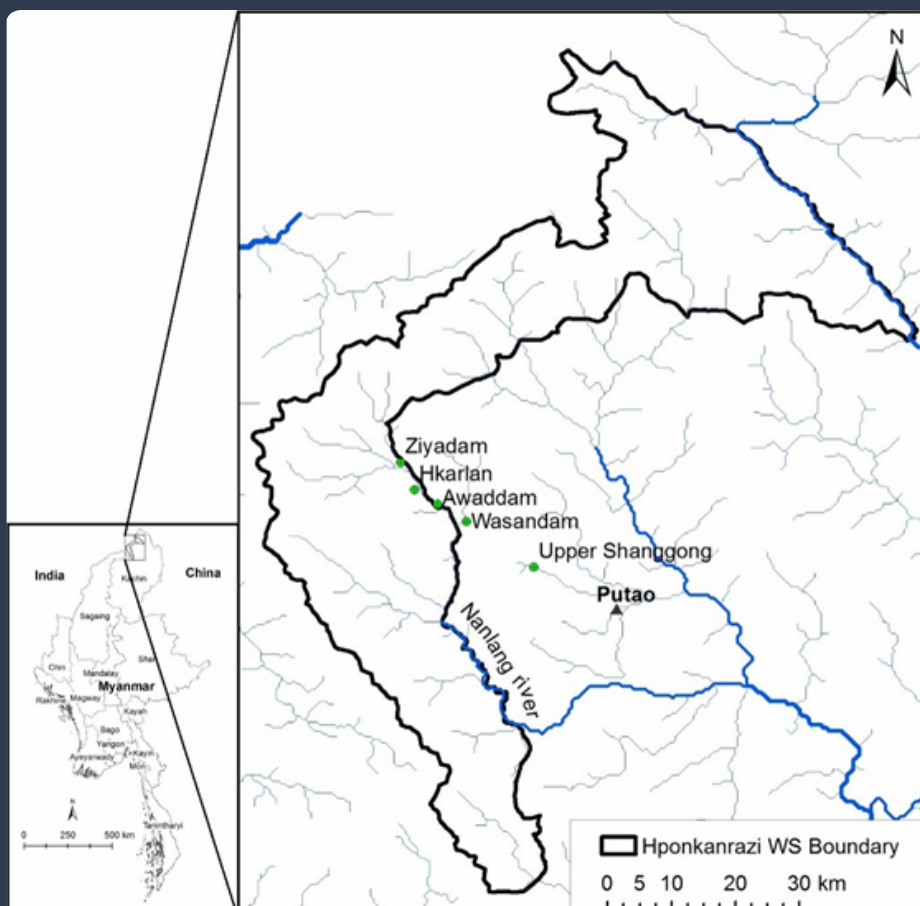 N
Ziyadam
Hkarlan
Awaddam
Wasandam
Upper Shanggong
Putao
Nanlang river
Hponkanrazi WS Boundary
0 5 10 20 30 km
India
China
Kachin
Sagaing
Chin
Shan
Mandalay
Myanmar
Rakhine
Magway
Kayah
Bago
Yangon
Ayeyarwady
Kayin
Mon
N
0 250 500 km
Tanintharyi